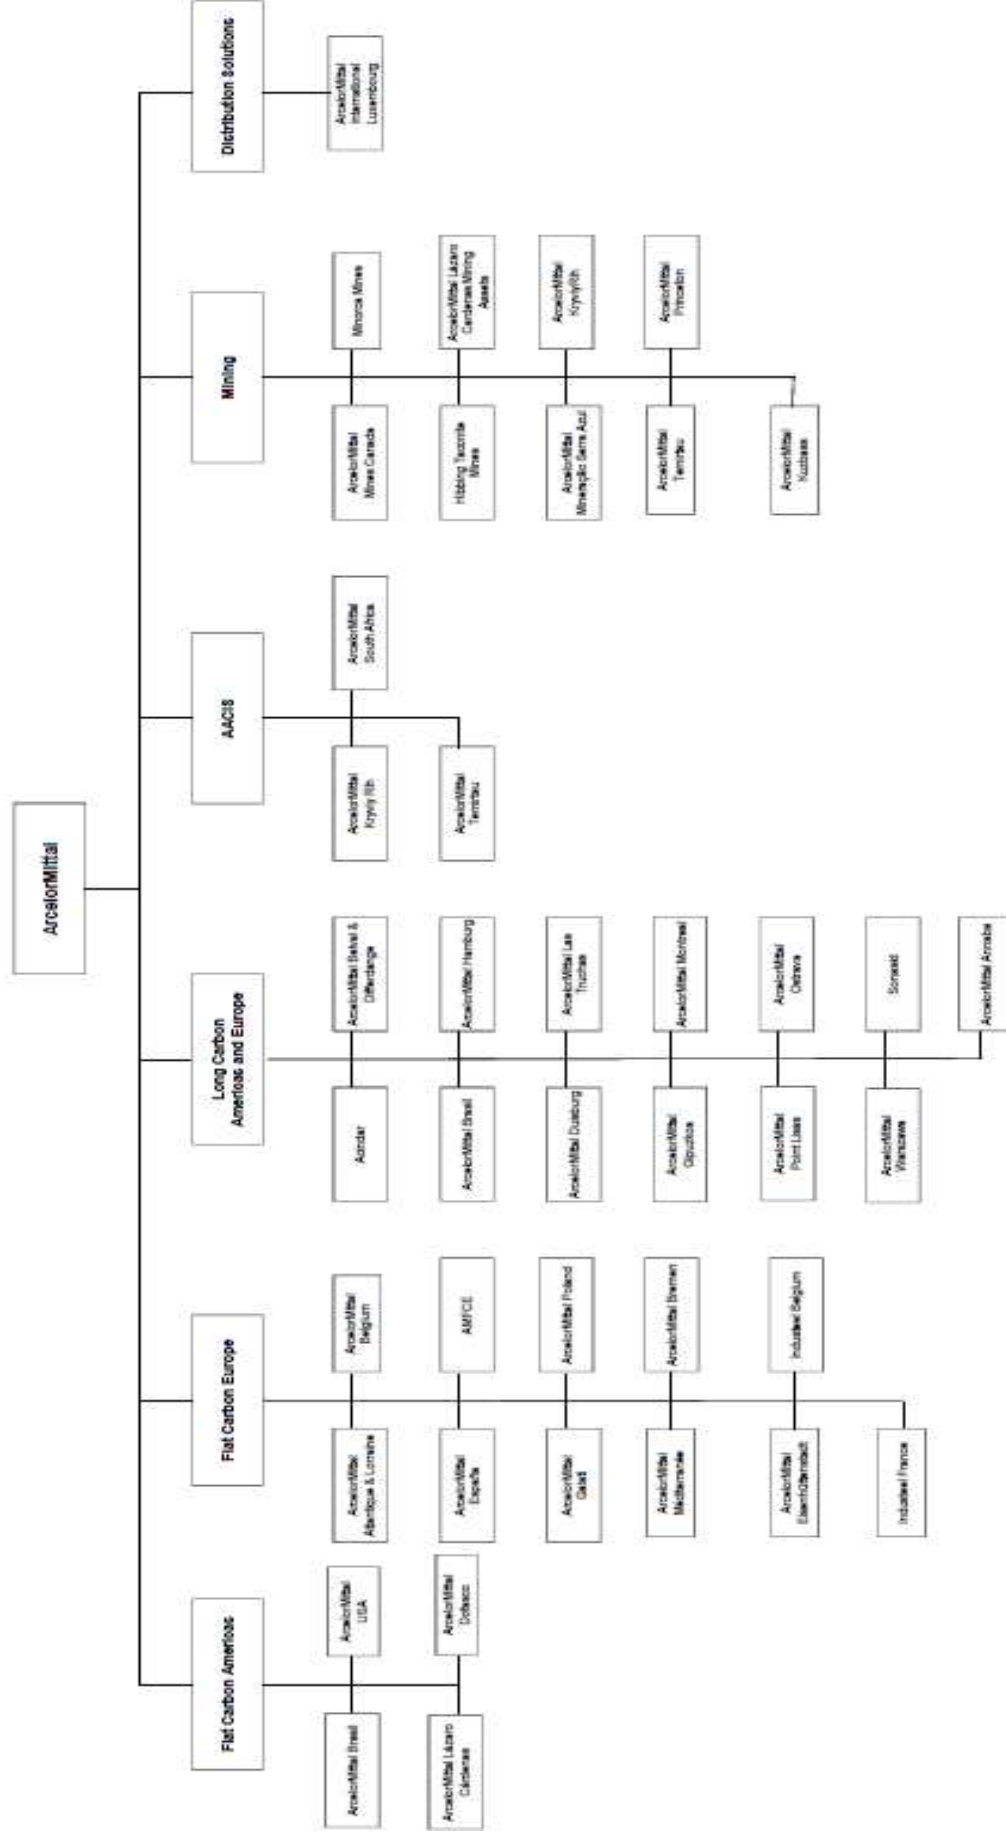 ArcelorMittal
Flat Carbon Americas
Flat Carbon Europe
Long Carbon
Americas and Europe
AACIS
Mining
Distribution Solutions
ArcelorMittal Brasil
ArcelorMittal
USA
ArcelorMittal Lázaro
Cárdenas
ArcelorMittal
Dofasco
ArcelorMittal
Atlantique & Lorraine
ArcelorMittal
Belgium
ArcelorMittal
España
AMFCE
ArcelorMittal
Galati
ArcelorMittal Poland
ArcelorMittal
Méditerranée
ArcelorMittal Bremen
ArcelorMittal
Eisenhüttenstadt
Industeel Belgium
Industeel France
Acindar
ArcelorMittal Belval &
Differdange
ArcelorMittal Brasil
ArcelorMittal Hamburg
ArcelorMittal Duisburg
ArcelorMittal Las
Truchas
ArcelorMittal
Gipuzkoa
ArcelorMittal Montreal
ArcelorMittal
Point Lisas
ArcelorMittal
Ostrava
ArcelorMittal
Warszawa
Sonasid
ArcelorMittal Annaba
ArcelorMittal
Kryviy Rih
ArcelorMittal
South Africa
ArcelorMittal
Temirtau
ArcelorMittal
Mines Canada
Minorca Mines
Hibbing Taconite
Mines
ArcelorMittal Lázaro
Cardenas Mining
Assets
ArcelorMittal
Mineração Serra Azul
ArcelorMittal
KryviyRih
ArcelorMittal
Temirtau
ArcelorMittal
Princeton
ArcelorMittal
Kuzbass
ArcelorMittal
International
Luxembourg